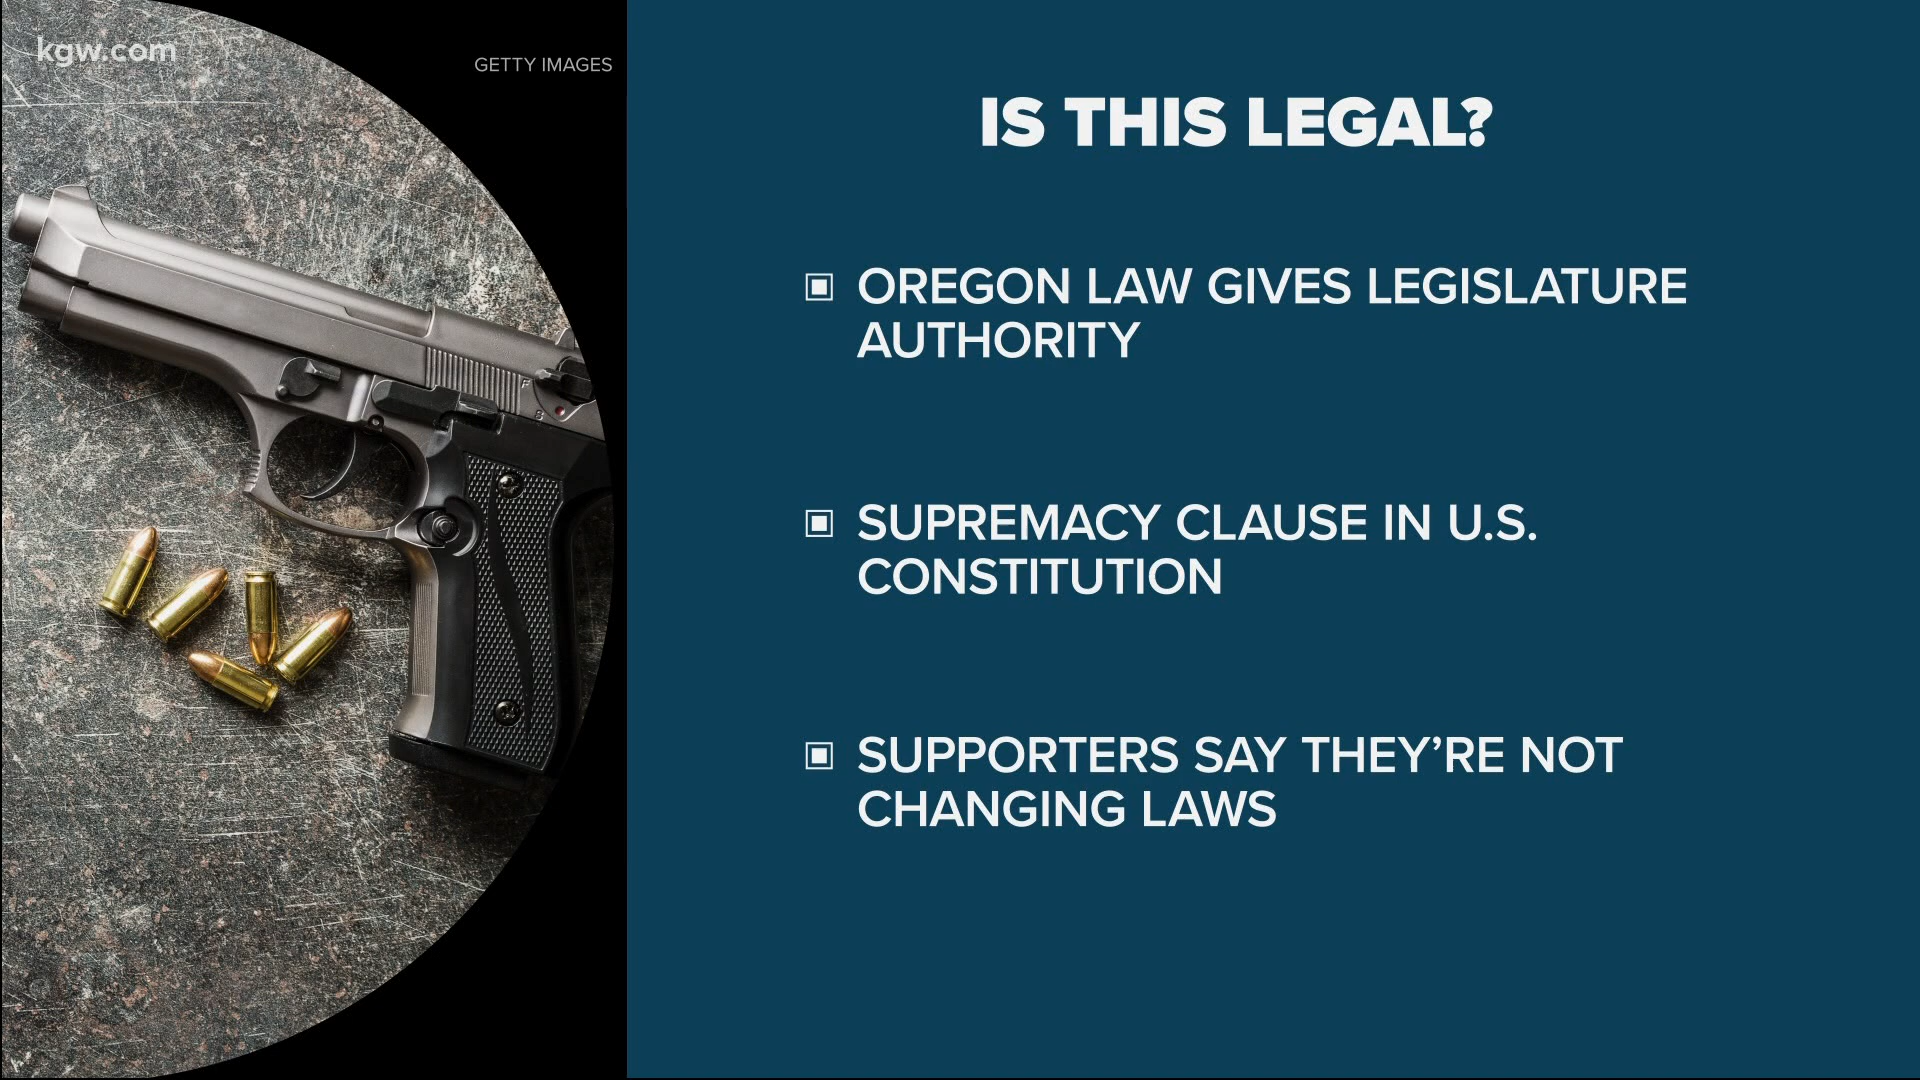 kgw.com
GETTY IMAGES
IS THIS LEGAL?
OREGON LAW GIVES LEGISLATURE
AUTHORITY
SUPREMACY CLAUSE IN U.S.
CONSTITUTION
SUPPORTERS SAY THEY’RE NOT
CHANGING LAWS
F
S